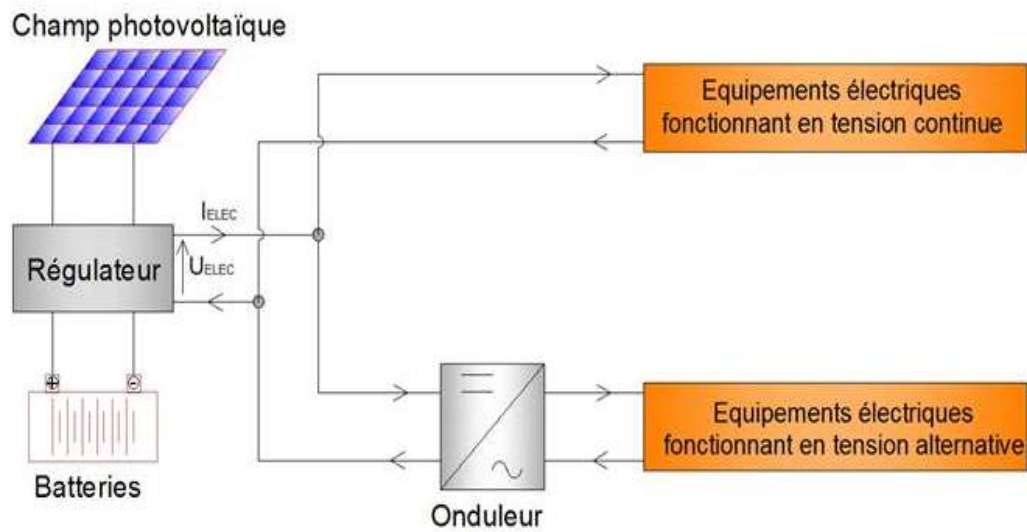 Champ photovoltaïque
Equipements électriques
fonctionnant en tension continue
IELEC
Régulateur
UELEC
Equipements électriques
fonctionnant en tension alternative
Batteries
Onduleur